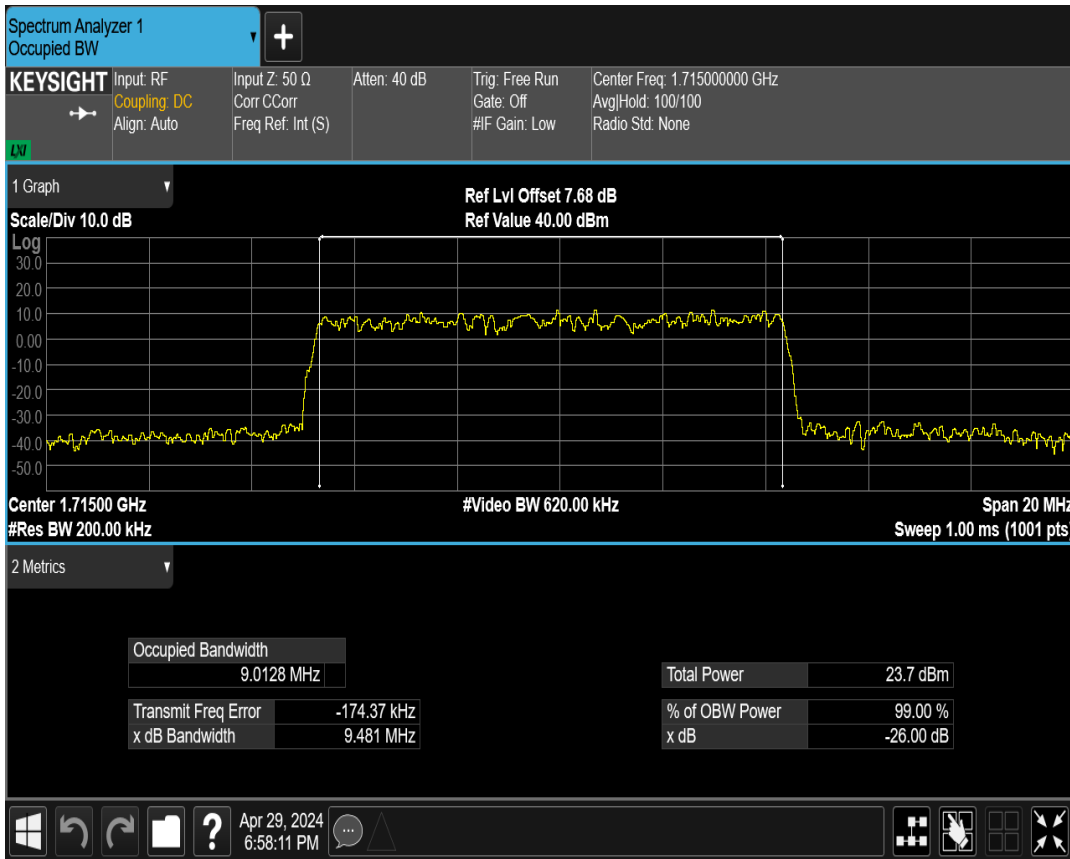 Spectrum Analyzer 1
Occupied BW
KEYSIGHT
LXI
Input: RF
Coupling: DC
Align: Auto
Input Z: 50 Ω
Corr CCorr
Freq Ref: Int (S)
Atten: 40 dB
Trig: Free Run
Gate: Off
#IF Gain: Low
Center Freq: 1.715000000 GHz
Avg|Hold: 100/100
Radio Std: None
1 Graph
Scale/Div 10.0 dB
Ref Lvl Offset 7.68 dB
Ref Value 40.00 dBm
Log
30.0
20.0
10.0
0.00
-10.0
-20.0
-30.0
-40.0
-50.0
Center 1.71500 GHz
#Video BW 620.00 kHz
Span 20 MHz
#Res BW 200.00 kHz
Sweep 1.00 ms (1001 pts)
2 Metrics
Occupied Bandwidth
9.0128 MHz
Total Power 23.7 dBm
Transmit Freq Error -174.37 kHz
% of OBW Power 99.00 %
x dB Bandwidth 9.481 MHz
x dB -26.00 dB
?
Apr 29, 2024
6:58:11 PM